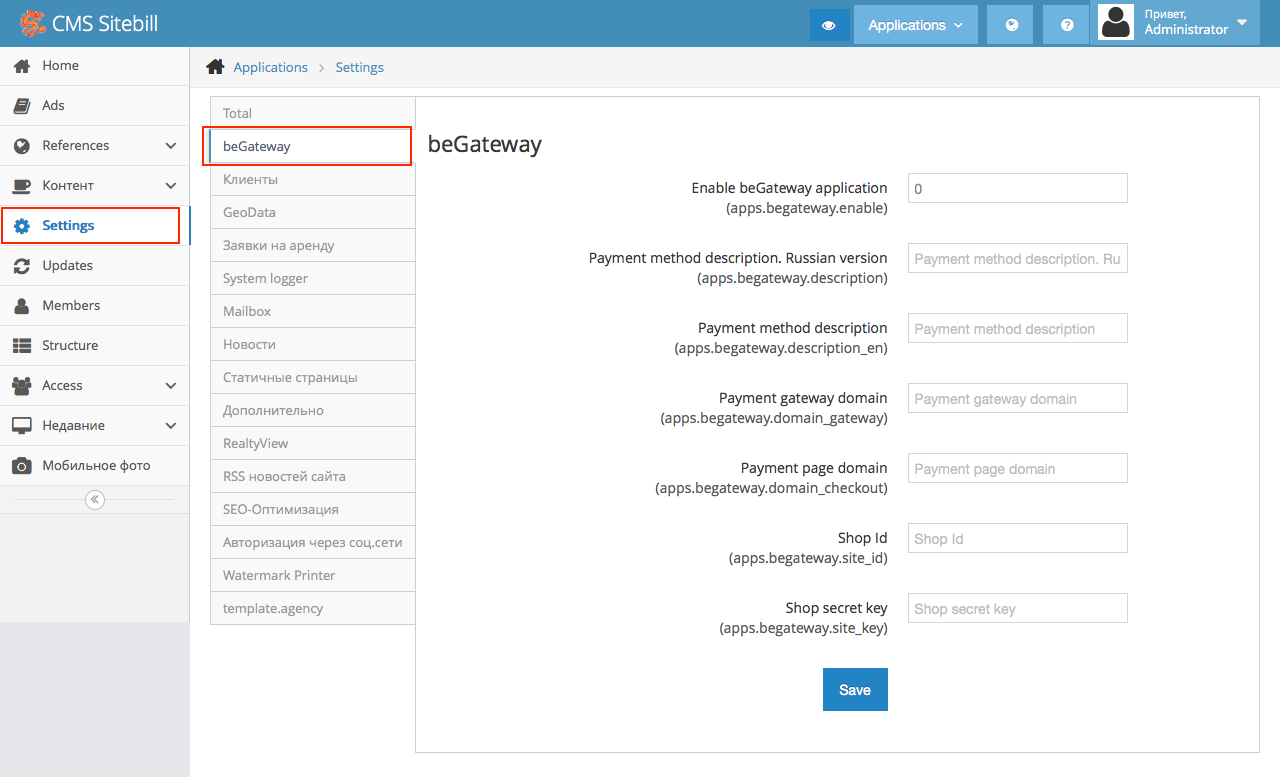 CMS Sitebill
Applications
Привет,
Administrator
Home
Ads
References
Контент
Settings
Updates
Members
Structure
Access
Недавние
Мобильное фото
Applications
Settings
Total
beGateway
Клиенты
GeoData
Заявки на аренду
System logger
Mailbox
Новости
Статичные страницы
Дополнительно
RealtyView
RSS новостей сайта
SEO-Оптимизация
Авторизация через соц.сети
Watermark Printer
template.agency
beGateway
Enable beGateway application
(apps.begateway.enable)
0
Payment method description. Russian version
(apps.begateway.description)
Payment method description. Ru
Payment method description
(apps.begateway.description_en)
Payment method description
Payment gateway domain
(apps.begateway.domain_gateway)
Payment gateway domain
Payment page domain
(apps.begateway.domain_checkout)
Payment page domain
Shop Id
(apps.begateway.site_id)
Shop Id
Shop secret key
(apps.begateway.site_key)
Shop secret key
Save